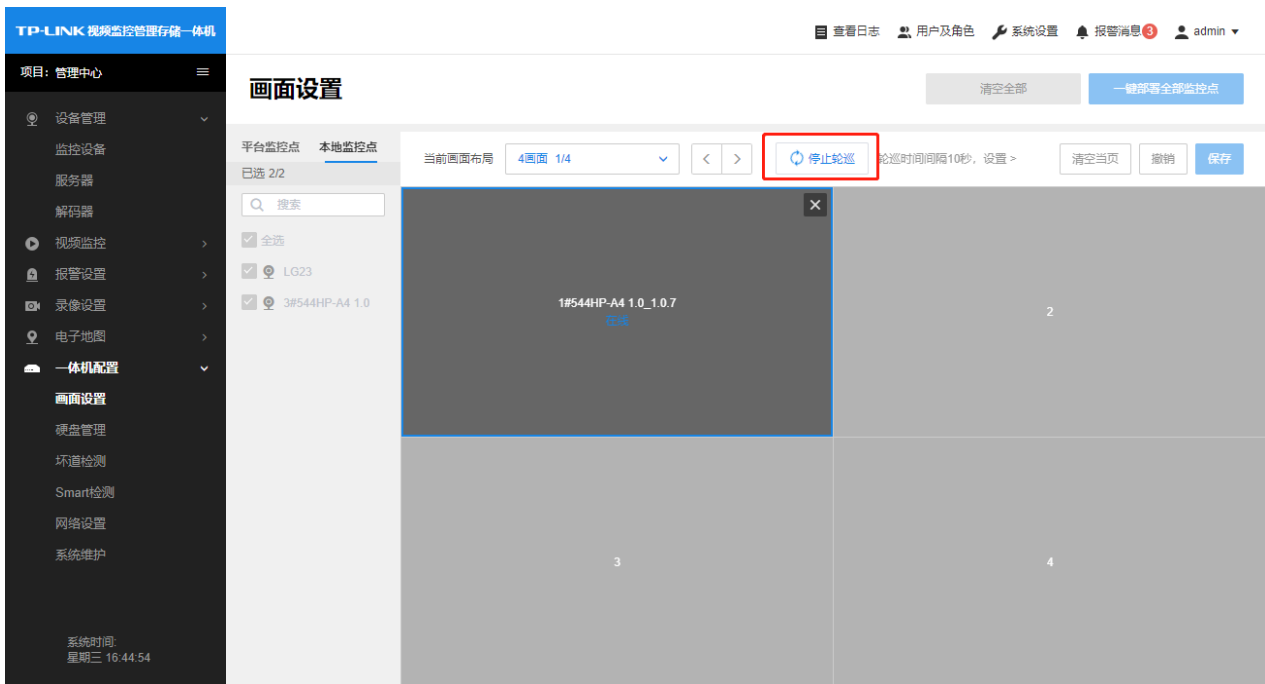 TP-LINK 视频监控管理存储一体机
查看日志 用户及角色 系统设置 报警消息 3 admin
项目: 管理中心
画面设置
清空全部 一键部署全部监控点
设备管理
监控设备
服务器
解码器
视频监控
报警设置
录像设置
电子地图
一体机配置
画面设置
硬盘管理
坏道检测
Smart检测
网络设置
系统维护
系统时间:
星期三 16:44:54
平台监控点 本地监控点
已选 2/2
搜索
全选
LG23
3#544HP-A4 1.0
当前画面布局 4画面 1/4 < > 停止轮巡 轮巡时间间隔10秒, 设置 > 清空当页 撤销 保存
1#544HP-A4 1.0_1.0.7
在线
2
3
4